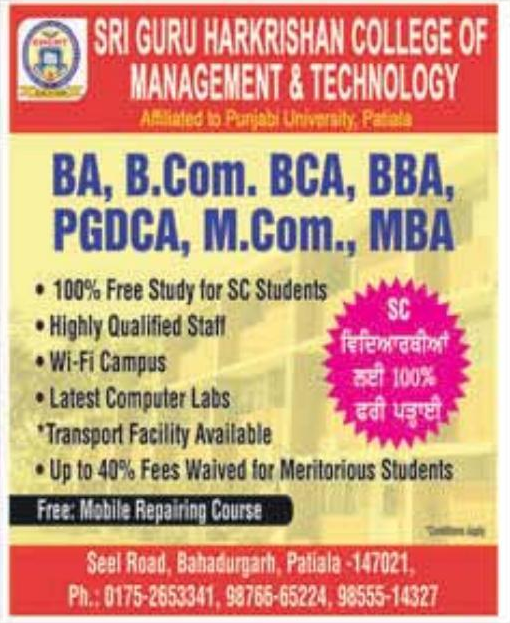 SRI GURU HARKRISHAN COLLEGE OF
MANAGEMENT & TECHNOLOGY
Affiliated to Punjabi University, Patiala
BA, B.Com. BCA, BBA,
PGDCA, M.Com., MBA
• 100% Free Study for SC Students
• Highly Qualified Staff
• Wi-Fi Campus
• Latest Computer Labs
*Transport Facility Available
• Up to 40% Fees Waived for Meritorious Students
SC
ਵਿਦਿਆਰਥੀਆਂ
ਲਈ 100%
ਫਰੀ ਪੜ੍ਹਾਈ
Free: Mobile Repairing Course
*Conditions Apply
Seel Road, Bahadurgarh, Patiala -147021,
Ph.: 0175-2653341, 98766-65224, 98555-14327